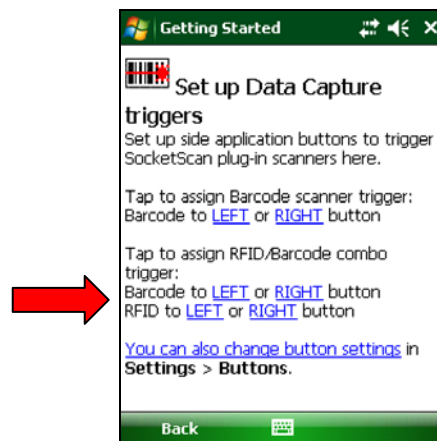 Getting Started
Set up Data Capture
triggers
Set up side application buttons to trigger
SocketScan plug-in scanners here.
Tap to assign Barcode scanner trigger:
Barcode to LEFT or RIGHT button
Tap to assign RFID/Barcode combo
trigger:
Barcode to LEFT or RIGHT button
RFID to LEFT or RIGHT button
You can also change button settings in
Settings > Buttons.
Back